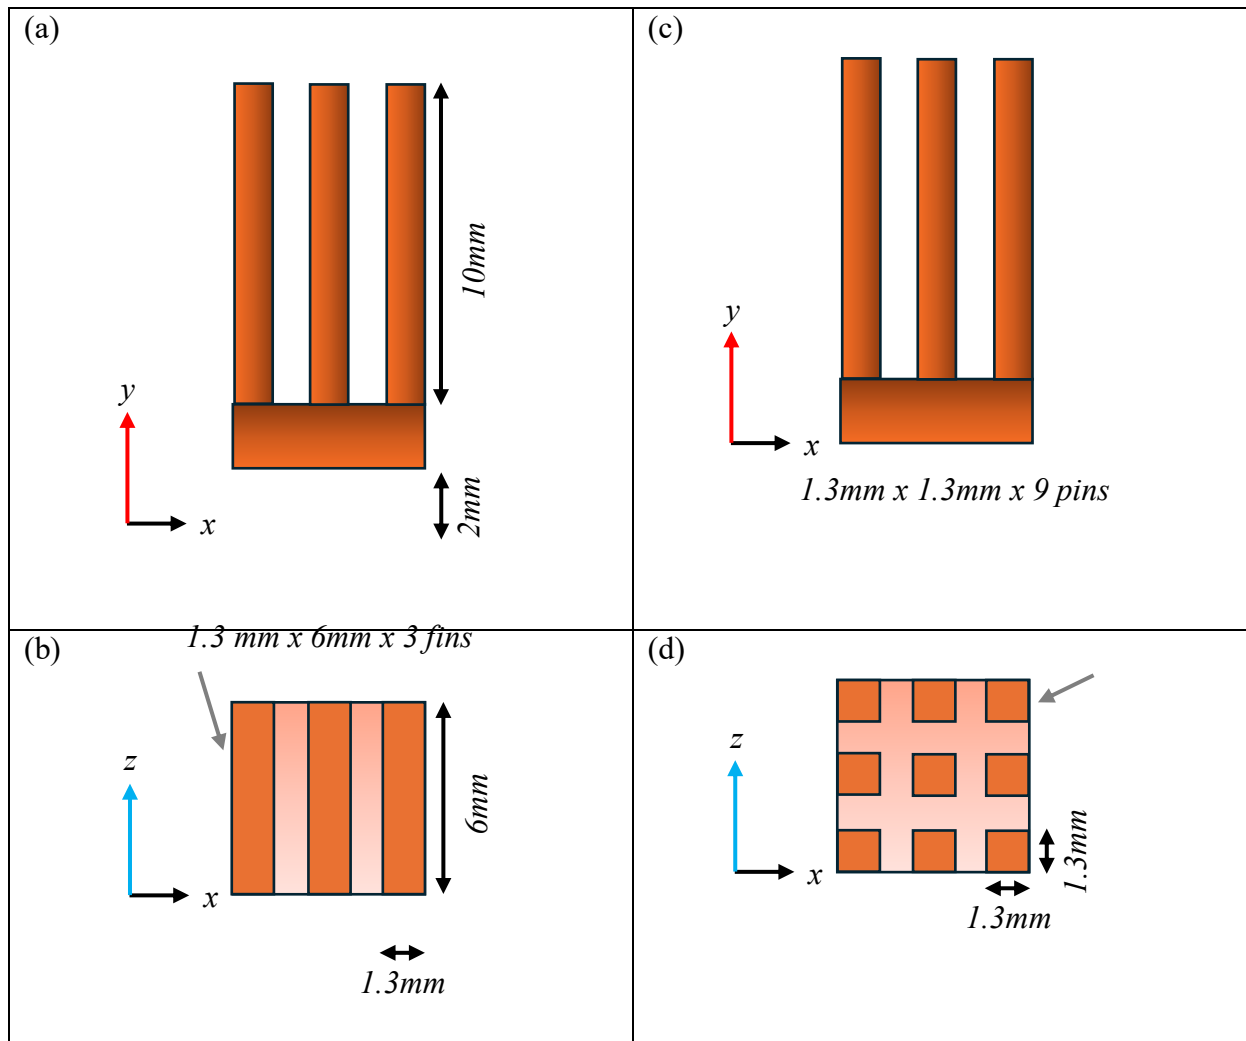 (a)
10mm
y
x
2mm
(c)
y
x
1.3mm x 1.3mm x 9 pins
(b)
1.3 mm x 6mm x 3 fins
z
x
6mm
1.3mm
(d)
z
x
1.3mm
1.3mm